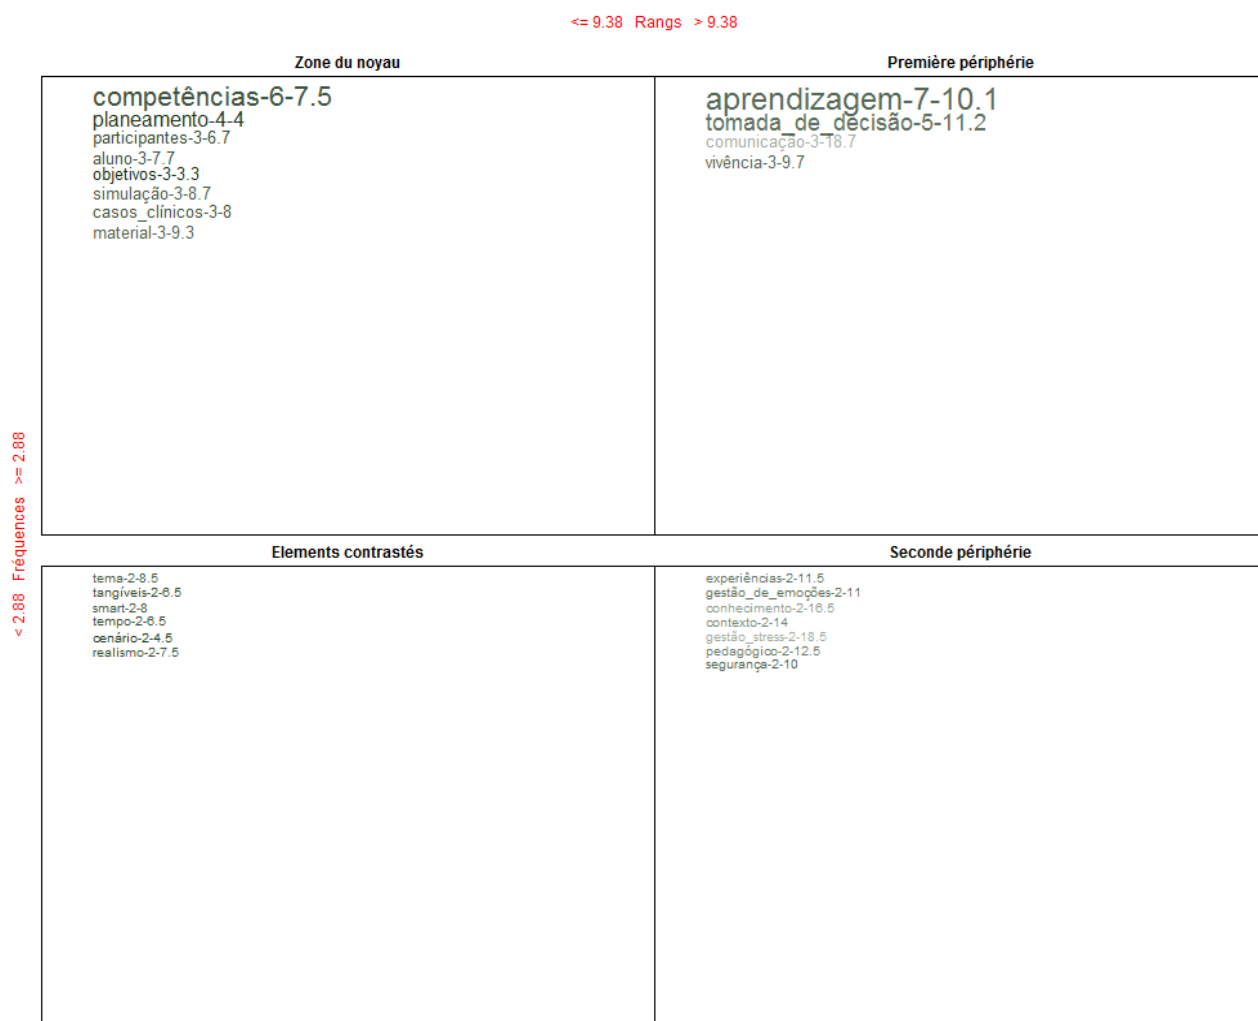 <= 9.38 Rangs > 9.38
Zone du noyau
competências-6-7.5
planeamento-4-4
participantes-3-6.7
aluno-3-7.7
objetivos-3-3.3
simulação-3-8.7
casos_clínicos-3-8
material-3-9.3
Première périphérie
aprendizagem-7-10.1
tomada_de_decisão-5-11.2
comunicação-3-18.7
vivência-3-9.7
< 2.88 Fréquences >= 2.88
Elements contrastés
tema-2-8.5
tangíveis-2-6.5
smart-2-8
tempo-2-6.5
cenário-2-4.5
realismo-2-7.5
Seconde périphérie
experiências-2-11.5
gestão_de_emoções-2-11
conhecimento-2-16.5
contexto-2-14
gestão_stress-2-18.5
pedagógico-2-12.5
segurança-2-10